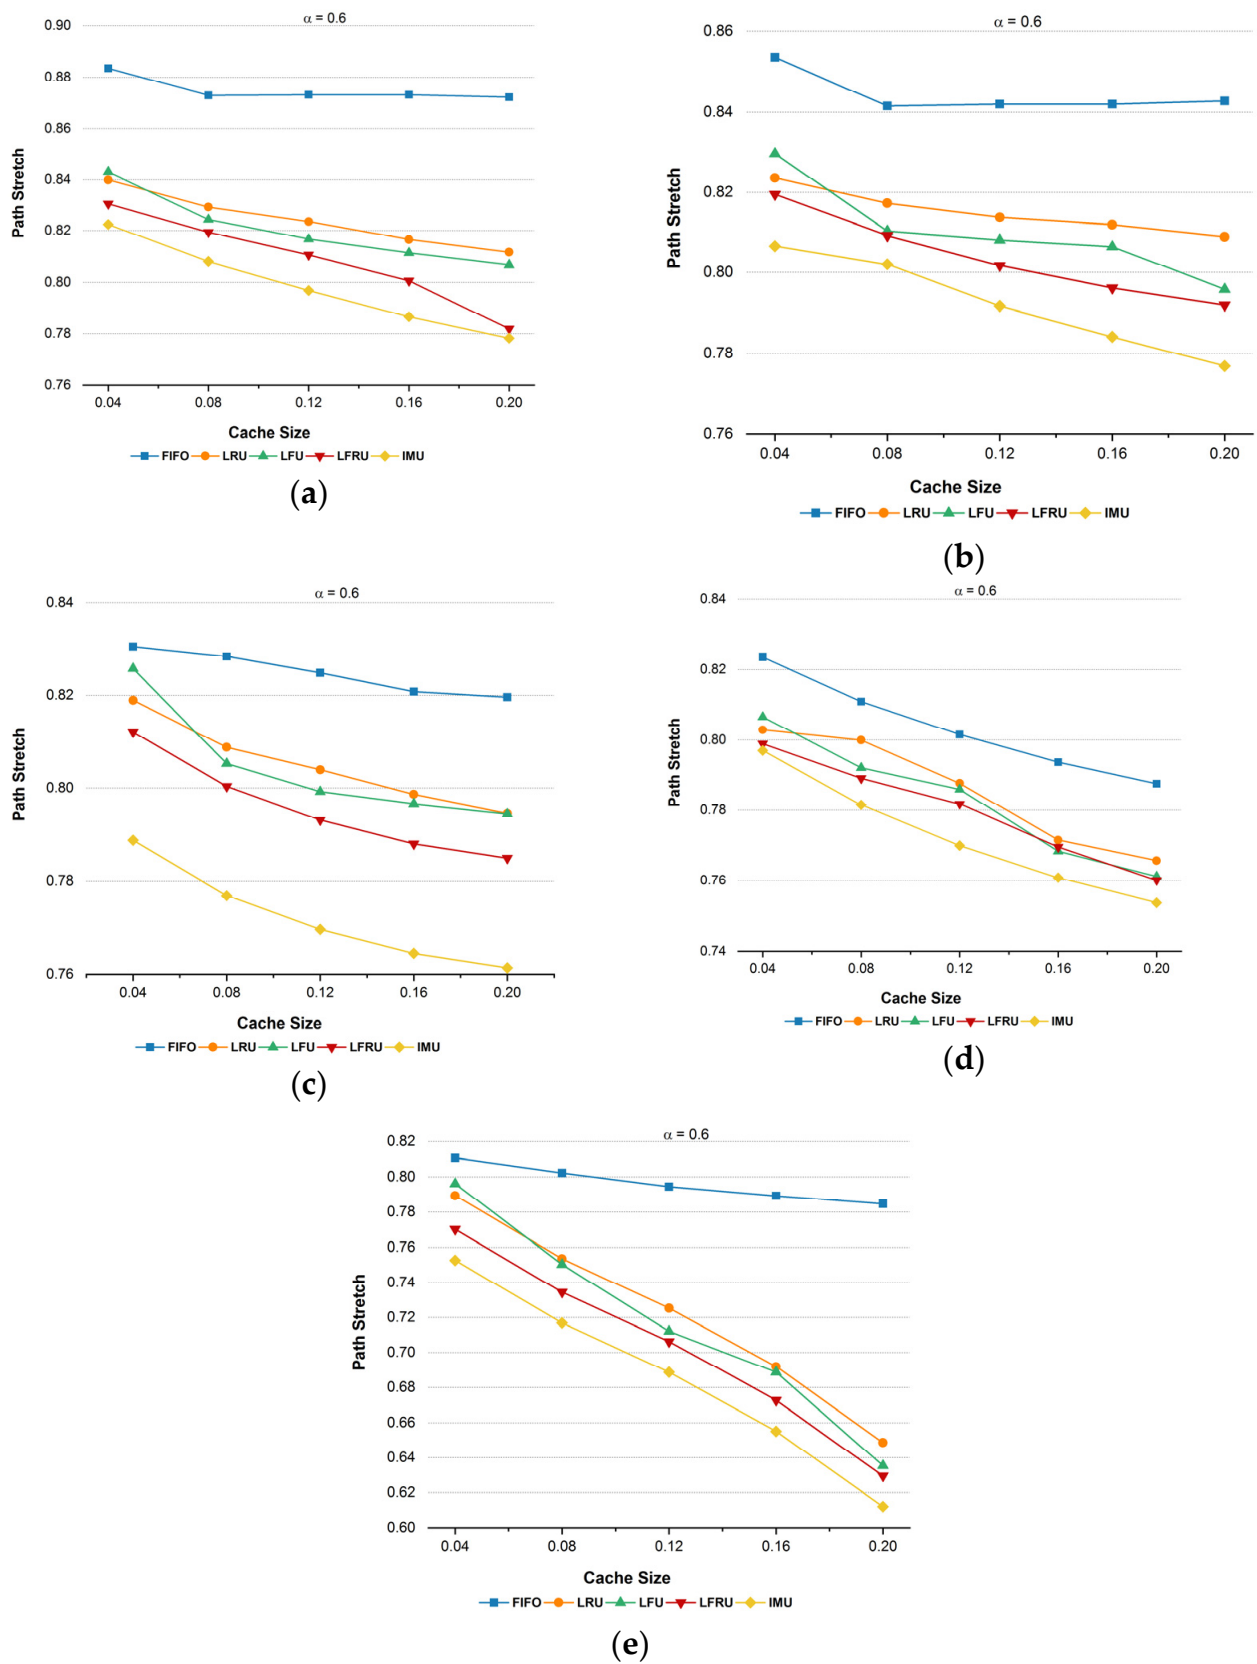 α = 0.6
0.90
0.88
0.86
0.84
0.82
0.80
0.78
0.76
Path Stretch
0.04 0.08 0.12 0.16 0.20
Cache Size
FIFO LRU LFU LFRU IMU
(a)
α = 0.6
0.86
0.84
0.82
0.80
0.78
0.76
Path Stretch
0.04 0.08 0.12 0.16 0.20
Cache Size
FIFO LRU LFU LFRU IMU
(b)
α = 0.6
0.84
0.82
0.80
0.78
0.76
Path Stretch
0.04 0.08 0.12 0.16 0.20
Cache Size
FIFO LRU LFU LFRU IMU
(c)
α = 0.6
0.84
0.82
0.80
0.78
0.76
0.74
Path Stretch
0.04 0.08 0.12 0.16 0.20
Cache Size
FIFO LRU LFU LFRU IMU
(d)
α = 0.6
0.82
0.80
0.78
0.76
0.74
0.72
0.70
0.68
0.66
0.64
0.62
0.60
Path Stretch
0.04 0.08 0.12 0.16 0.20
Cache Size
FIFO LRU LFU LFRU IMU
(e)